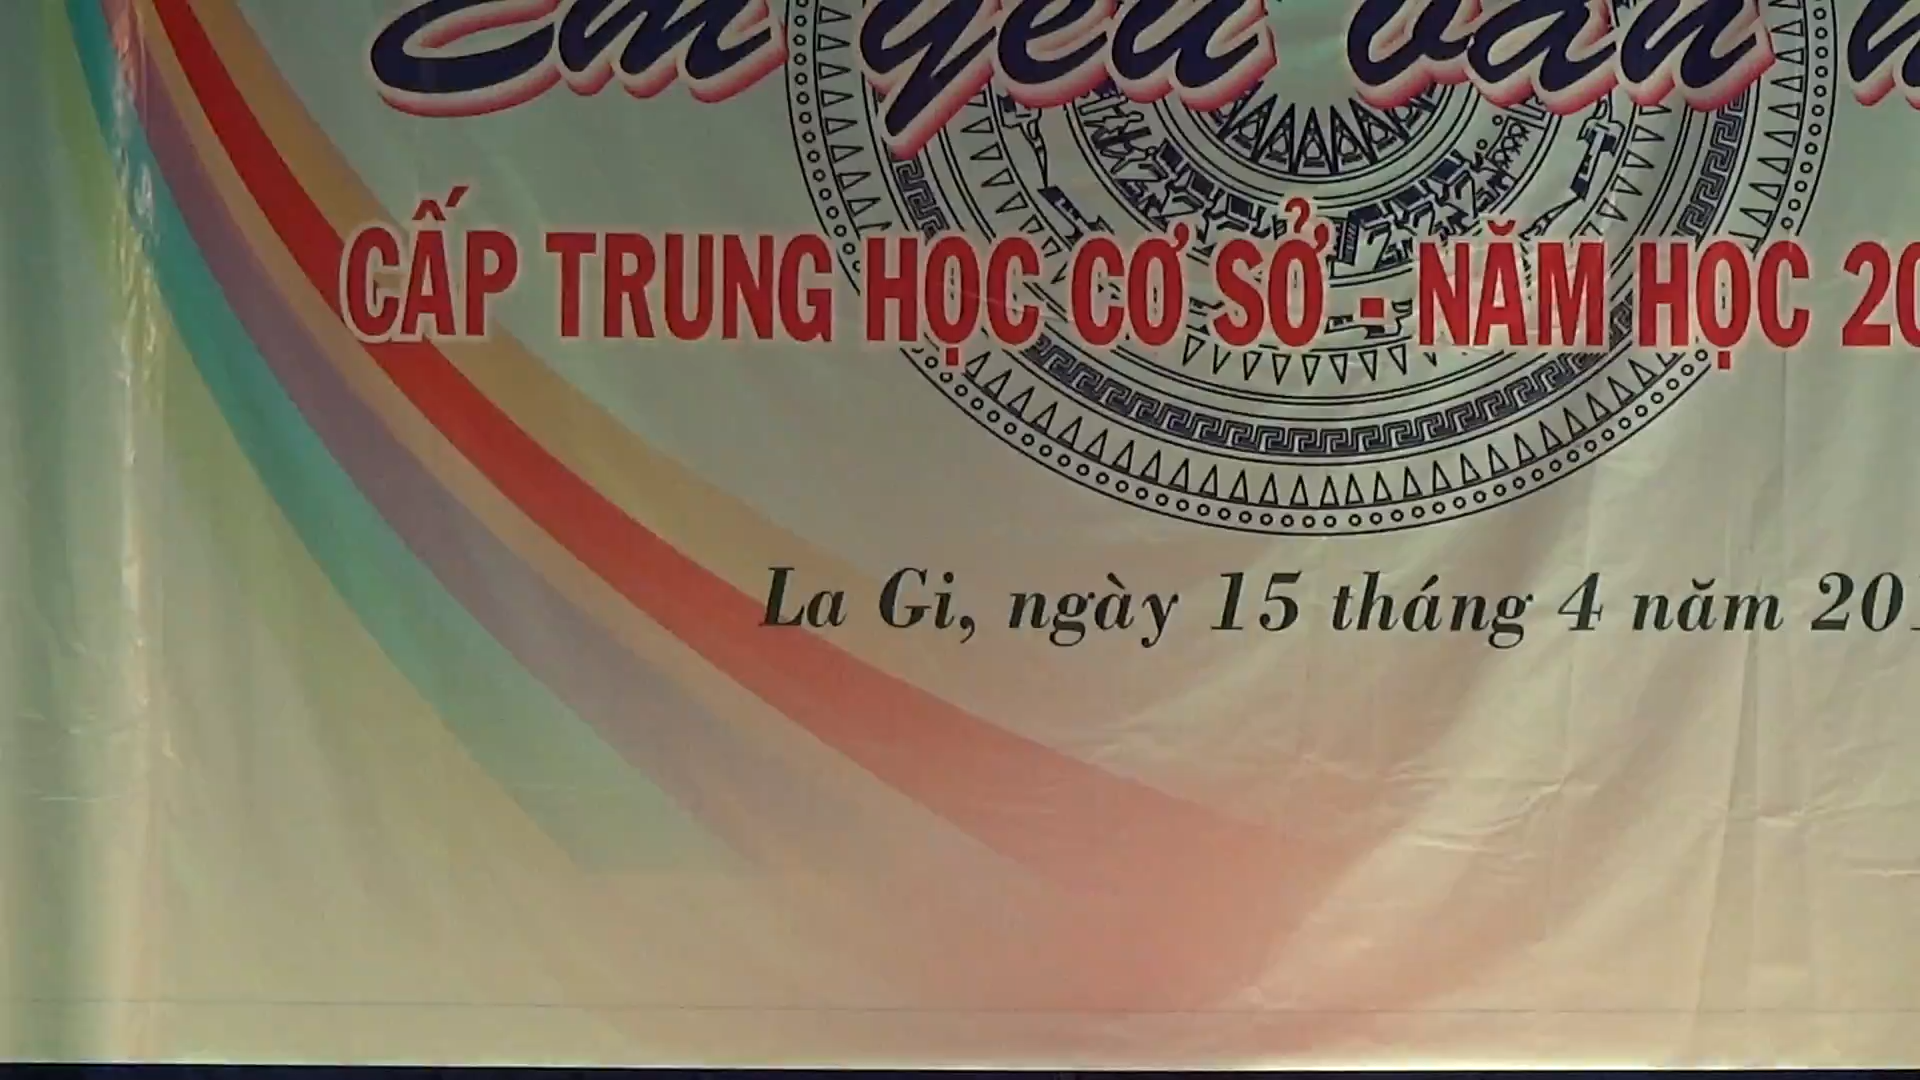 Em yêu văn
CẤP TRUNG HỌC CƠ SỞ - NĂM HỌC 20
La Gi, ngày 15 tháng 4 năm 20